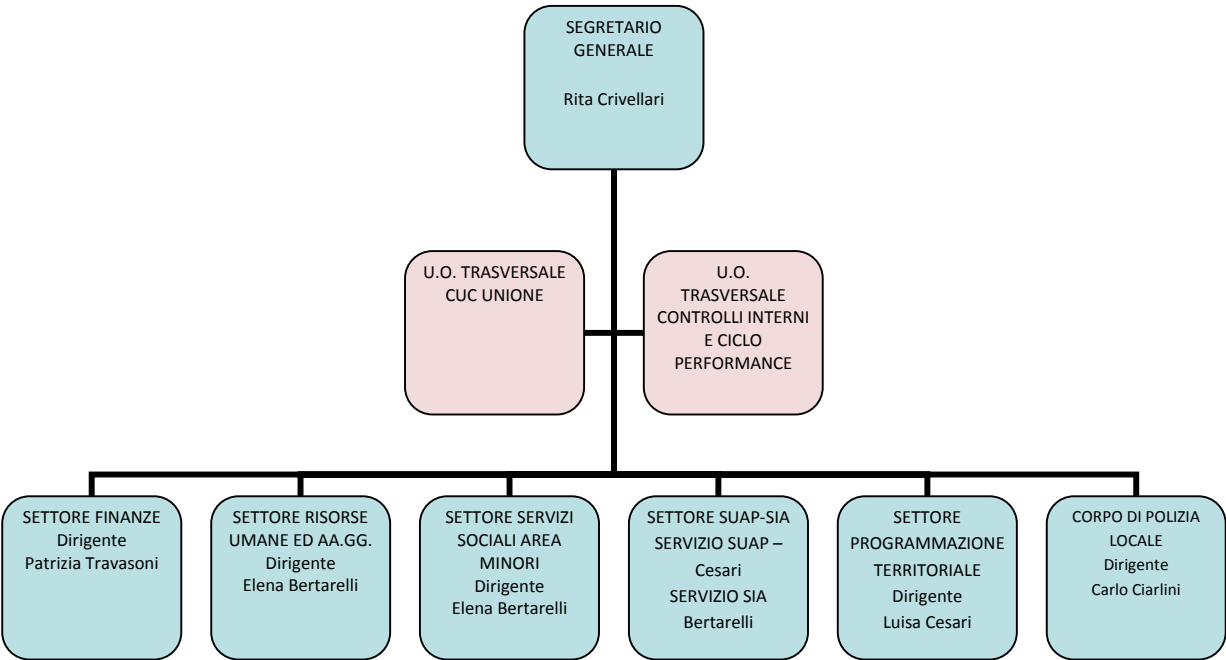 SEGRETARIO
GENERALE
Rita Crivellari
U.O. TRASVERSALE
CUC UNIONE
U.O.
TRASVERSALE
CONTROLLI INTERNI
E CICLO
PERFORMANCE
SETTORE FINANZE
Dirigente
Patrizia Travasoni
SETTORE RISORSE
UMANE ED AA.GG.
Dirigente
Elena Bertarelli
SETTORE SERVIZI
SOCIALI AREA
MINORI
Dirigente
Elena Bertarelli
SETTORE SUAP-SIA
SERVIZIO SUAP –
Cesari
SERVIZIO SIA
Bertarelli
SETTORE
PROGRAMMAZIONE
TERRITORIALE
Dirigente
Luisa Cesari
CORPO DI POLIZIA
LOCALE
Dirigente
Carlo Ciarlini